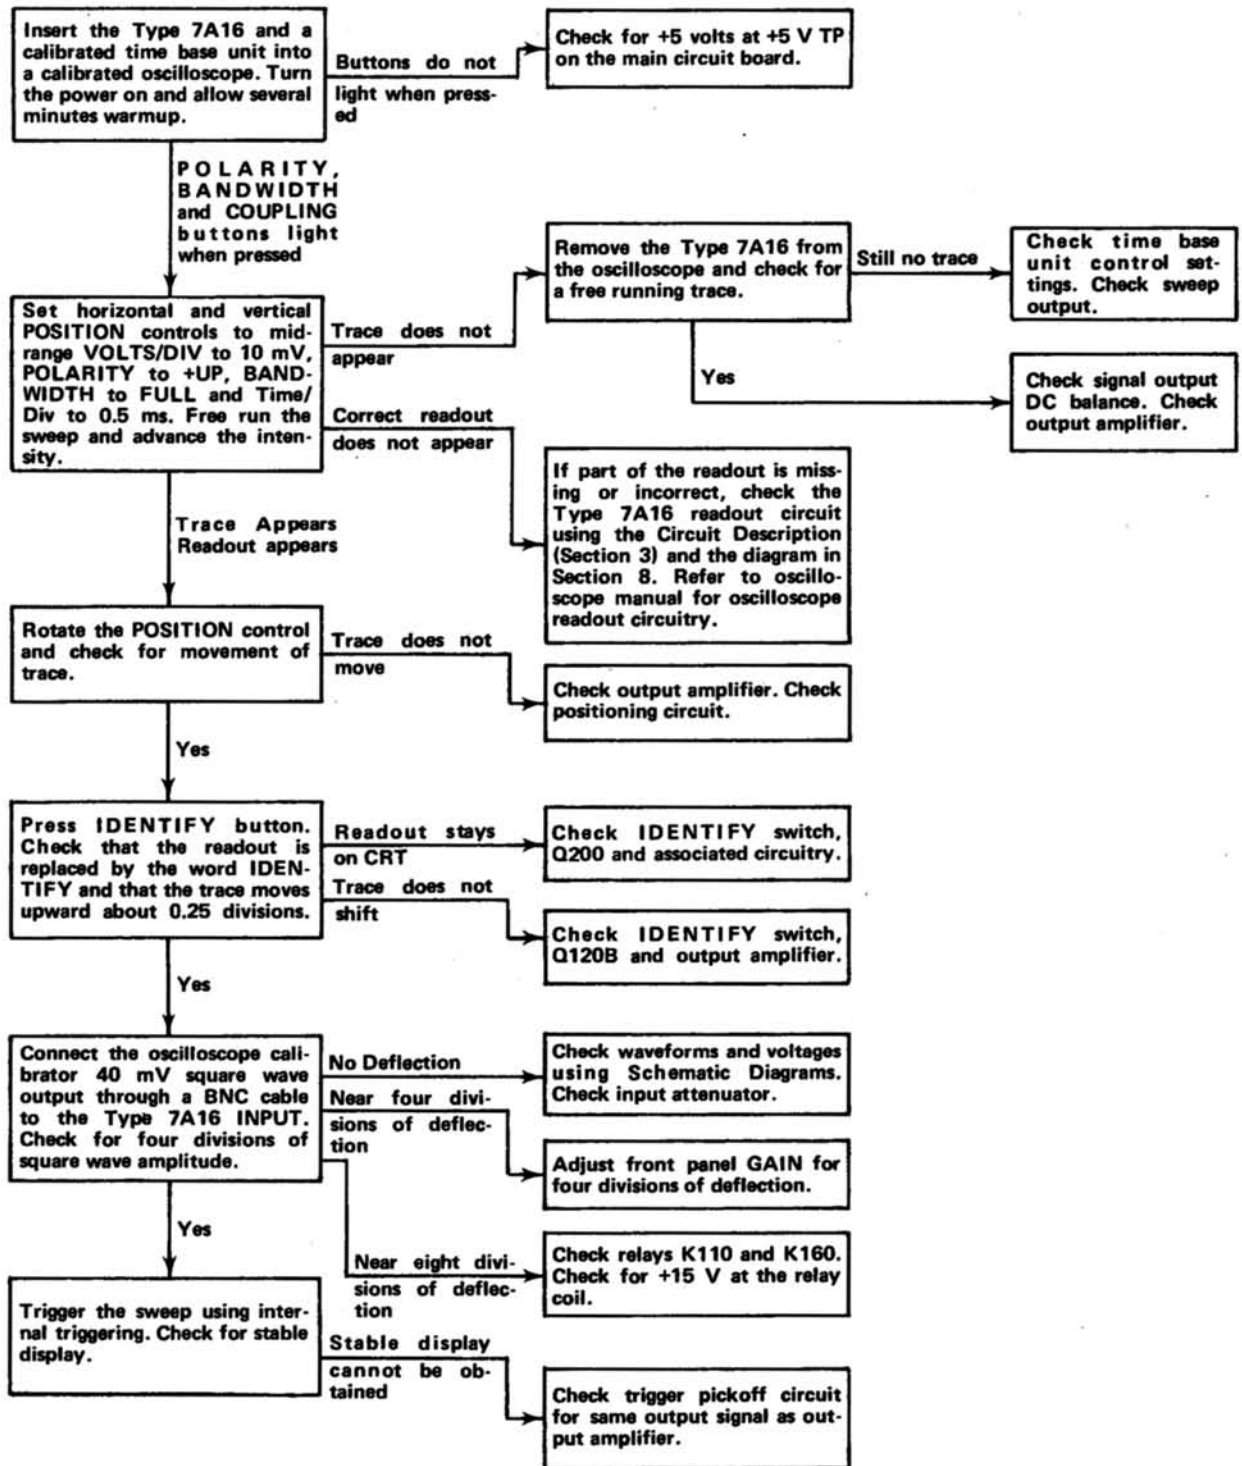 Insert the Type 7A16 and a
calibrated time base unit into
a calibrated oscilloscope. Turn
the power on and allow several
minutes warmup.
Buttons do not
light when press-
ed
Check for +5 volts at +5 V TP
on the main circuit board.
POLARITY,
BANDWIDTH
and COUPLING
buttons light
when pressed
Set horizontal and vertical
POSITION controls to mid-
range VOLTS/DIV to 10 mV,
POLARITY to +UP, BAND-
WIDTH to FULL and Time/
Div to 0.5 ms. Free run the
sweep and advance the inten-
sity.
Trace does not
appear
Remove the Type 7A16 from
the oscilloscope and check for
a free running trace.
Still no trace
Check time base
unit control set-
tings. Check sweep
output.
Yes
Check signal output
DC balance. Check
output amplifier.
Correct readout
does not appear
If part of the readout is miss-
ing or incorrect, check the
Type 7A16 readout circuit
using the Circuit Description
(Section 3) and the diagram in
Section 8. Refer to oscillo-
scope manual for oscilloscope
readout circuitry.
Trace Appears
Readout appears
Rotate the POSITION control
and check for movement of
trace.
Trace does not
move
Check output amplifier. Check
positioning circuit.
Yes
Press IDENTIFY button.
Check that the readout is
replaced by the word IDEN-
TIFY and that the trace moves
upward about 0.25 divisions.
Readout stays
on CRT
Check IDENTIFY switch,
Q200 and associated circuitry.
Trace does not
shift
Check IDENTIFY switch,
Q120B and output amplifier.
Yes
Connect the oscilloscope cali-
brator 40 mV square wave
output through a BNC cable
to the Type 7A16 INPUT.
Check for four divisions of
square wave amplitude.
No Deflection
Check waveforms and voltages
using Schematic Diagrams.
Check input attenuator.
Near four divi-
sions of deflec-
tion
Adjust front panel GAIN for
four divisions of deflection.
Near eight divi-
sions of deflec-
tion
Check relays K110 and K160.
Check for +15 V at the relay
coil.
Yes
Trigger the sweep using inter-
nal triggering. Check for stable
display.
Stable display
cannot be ob-
tained
Check trigger pickoff circuit
for same output signal as out-
put amplifier.